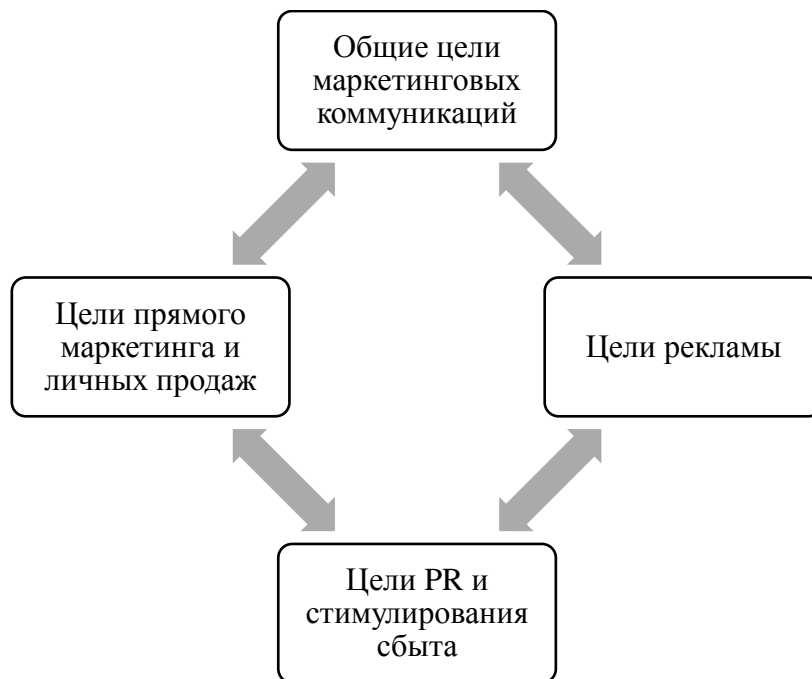 Общие цели
маркетинговых
коммуникаций
Цели прямого
маркетинга и
личных продаж
Цели рекламы
Цели PR и
стимулирования
сбыта